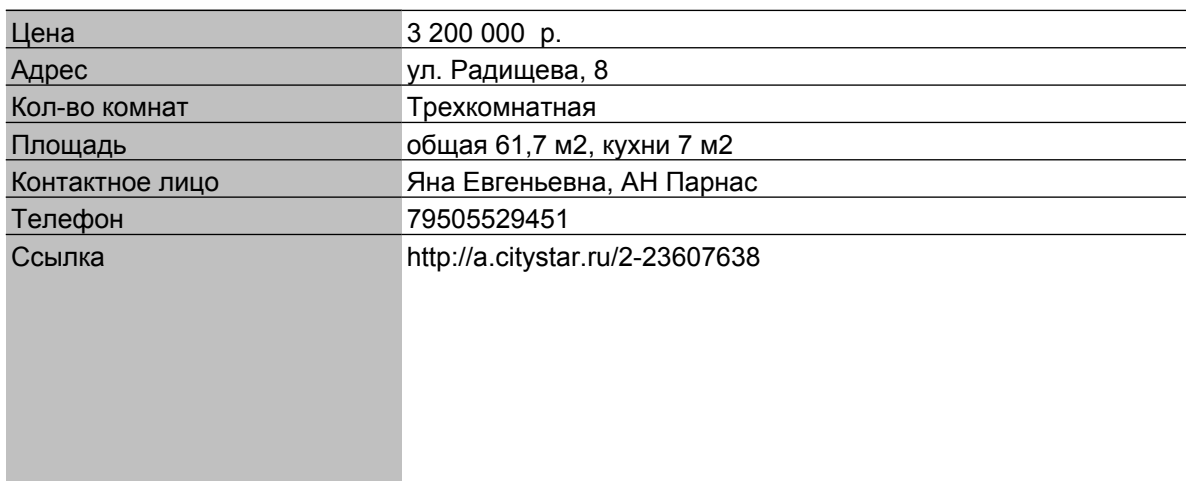 Цена 3 200 000 р.
Адрес ул. Радищева, 8
Кол-во комнат Трехкомнатная
Площадь общая 61,7 м2, кухни 7 м2
Контактное лицо Яна Евгеньевна, АН Парнас
Телефон 79505529451
Ссылка http://a.citystar.ru/2-23607638